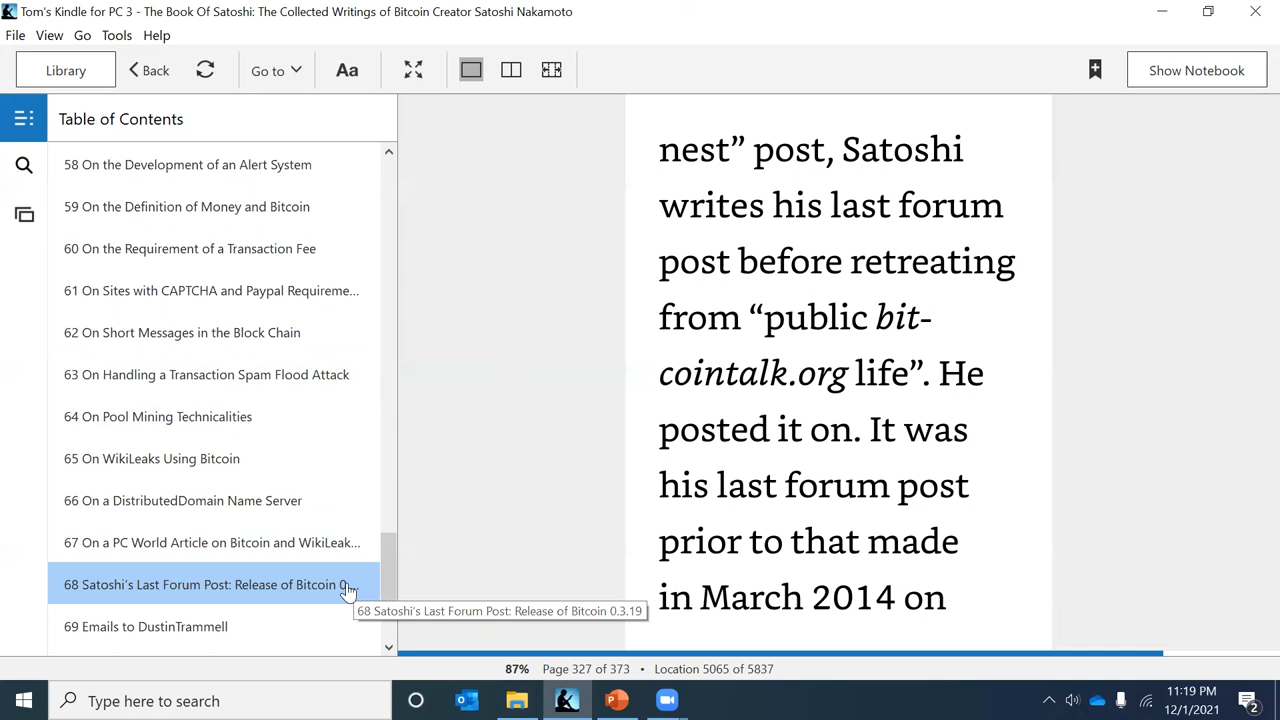 Tom's Kindle for PC 3 - The Book Of Satoshi: The Collected Writings of Bitcoin Creator Satoshi Nakamoto
File View Go Tools Help
Library Back Go to Aa Show Notebook
Table of Contents
58 On the Development of an Alert System
59 On the Definition of Money and Bitcoin
60 On the Requirement of a Transaction Fee
61 On Sites with CAPTCHA and Paypal Requireme...
62 On Short Messages in the Block Chain
63 On Handling a Transaction Spam Flood Attack
64 On Pool Mining Technicalities
65 On WikiLeaks Using Bitcoin
66 On a DistributedDomain Name Server
67 On a PC World Article on Bitcoin and WikiLeak...
68 Satoshi's Last Forum Post: Release of Bitcoin 0...
68 Satoshi's Last Forum Post: Release of Bitcoin 0.3.19
69 Emails to DustinTrammell
nest” post, Satoshi
writes his last forum
post before retreating
from “public bit-
cointalk.org life”. He
posted it on. It was
his last forum post
prior to that made
in March 2014 on
87% Page 327 of 373 • Location 5065 of 5837
Type here to search
11:19 PM
12/1/2021
2